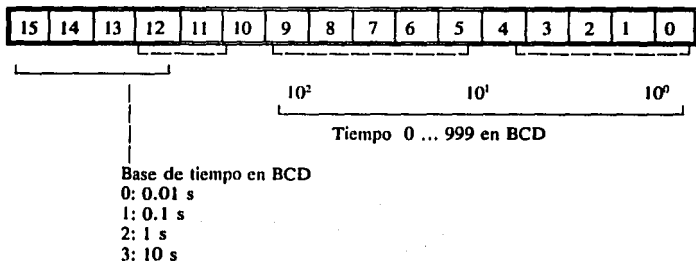 15 14 13 12 11 10 9 8 7 6 5 4 3 2 1 0
10² 10¹ 10⁰
Tiempo 0 ... 999 en BCD
Base de tiempo en BCD
0: 0.01 s
1: 0.1 s
2: 1 s
3: 10 s